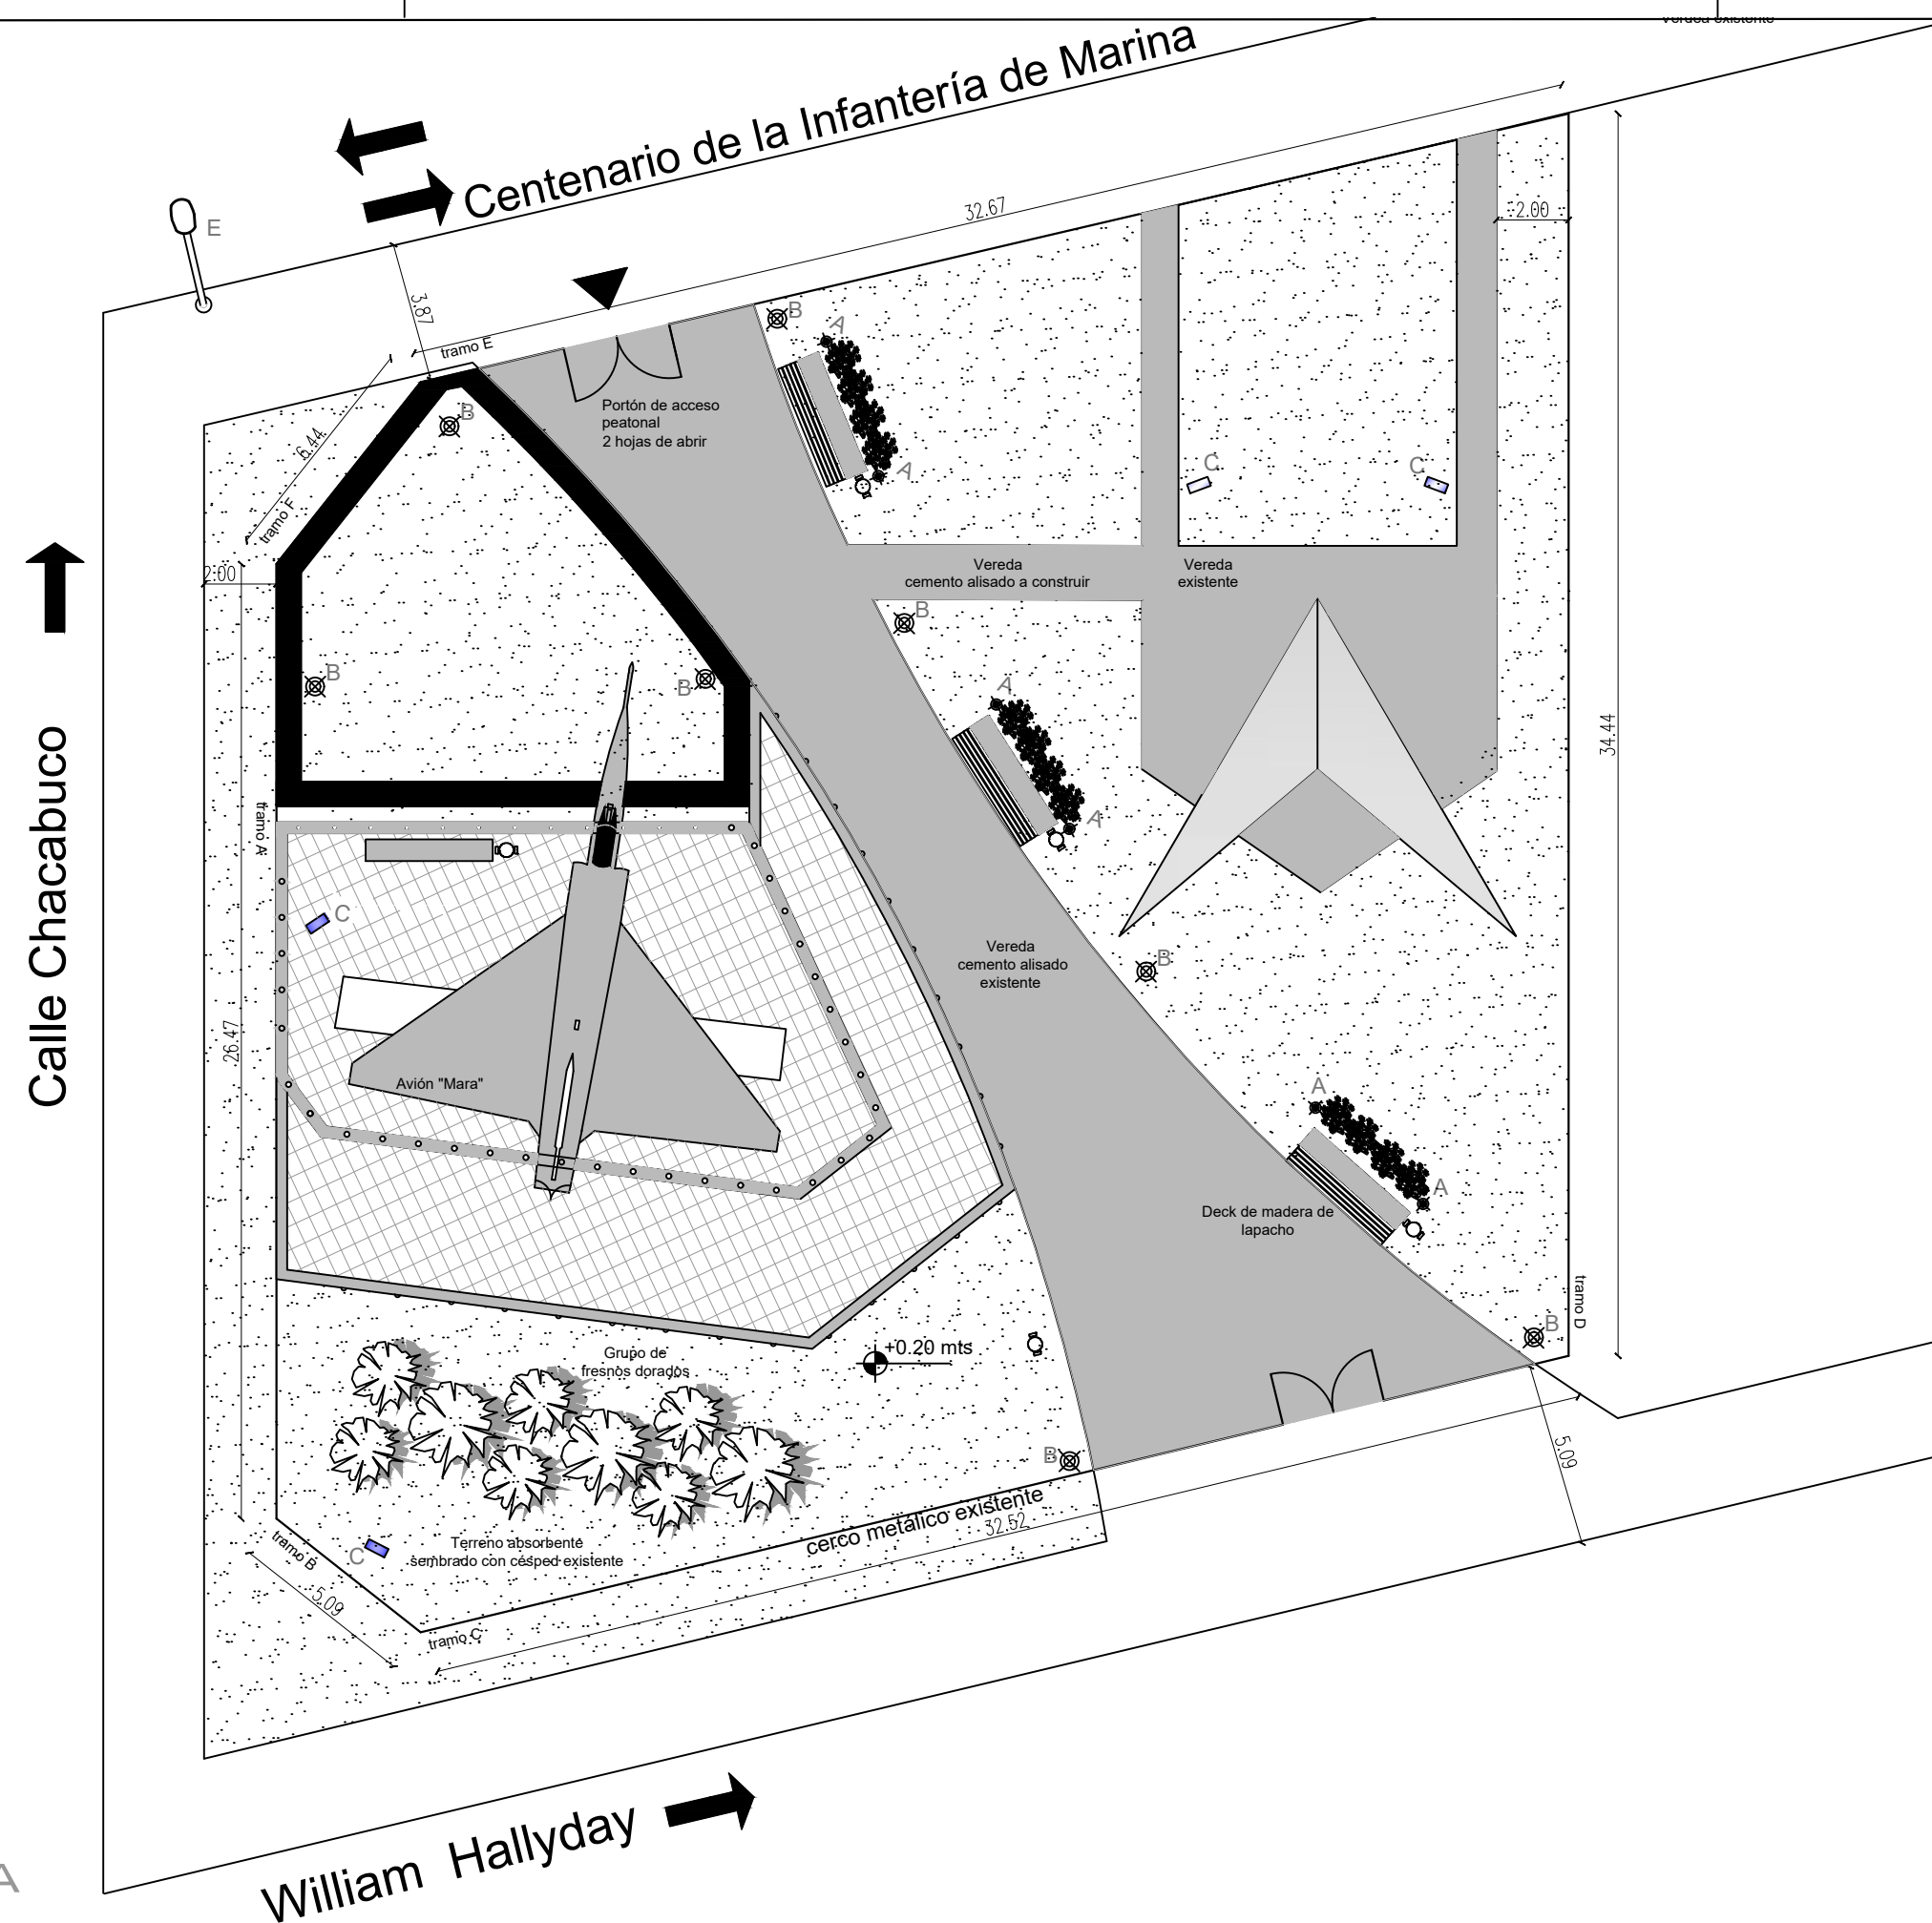 Centenario de la Infantería de Marina
E
32.67
2.00
3.87
tramo E
B
A
B
Portón de acceso
peatonal
2 hojas de abrir
6.44
A
C
C
tramo F
2.00
Vereda
cemento alisado a construir
Vereda
existente
B
B
B
A
34.44
Calle Chacabuco
tramo A
A
C
Vereda
cemento alisado
existente
B
26.47
Avión "Mara"
A
A
Deck de madera de
lapacho
tramo D
B
+0.20 mts
Grupo de
fresnos dorados
B
5.09
cerco metálico existente
32.52
Terreno absorbente
sembrado con césped existente
C
tramo B
5.09
tramo C
William Hallyday
A